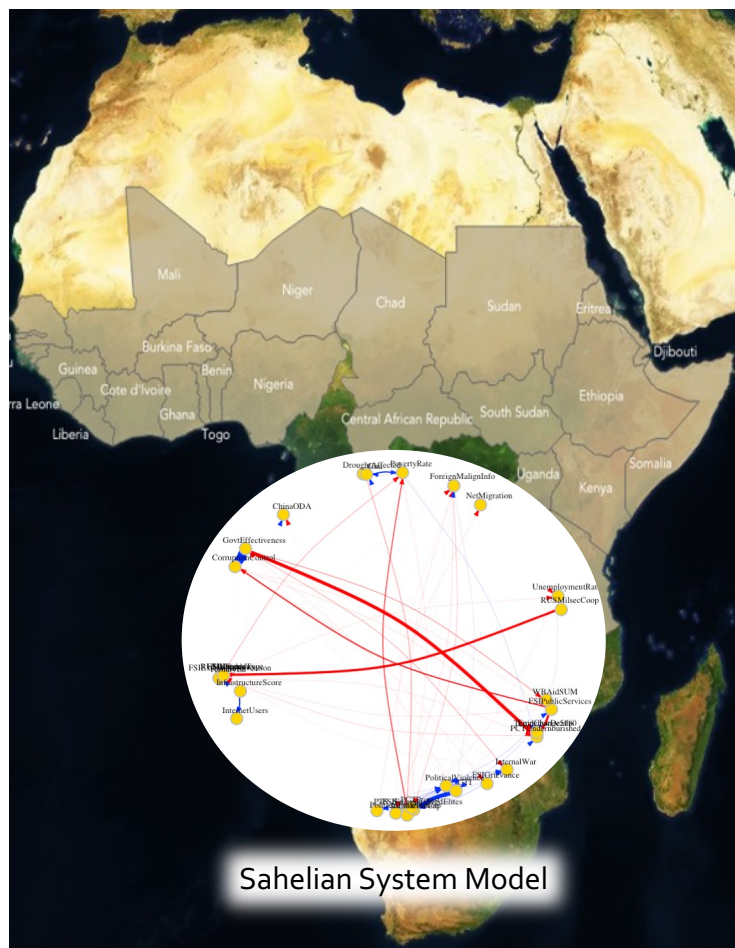 Mali
Niger
Chad
Sudan
Eritrea
Burkina Faso
Djibouti
Guinea
Benin
Cote d'Ivoire
Nigeria
Ethiopia
rra Leone
Ghana
Central African Republic
South Sudan
Liberia
Togo
Somalia
Uganda
Kenya
PovertyRate
ForeignMalignInfo
NetMigration
ChinaODA
GovtEffectiveness
UnemploymentRat
RCSMilsecCoop
InfrastructureScore
InternetUsers
WBAidSUM
FSIPublicServices
InternalWar
FSIGrievance
PoliticalViolence
Sahelian System Model